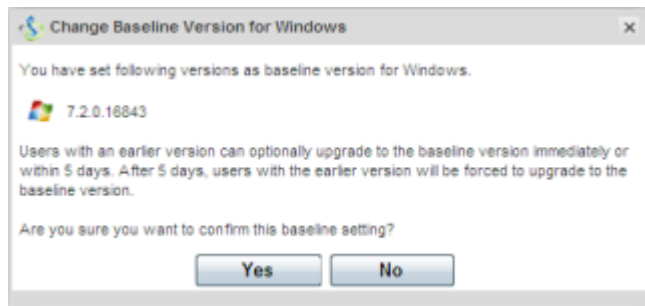 Change Baseline Version for Windows
You have set following versions as baseline version for Windows.
7.2.0.16843
Users with an earlier version can optionally upgrade to the baseline version immediately or
within 5 days. After 5 days, users with the earlier version will be forced to upgrade to the
baseline version.
Are you sure you want to confirm this baseline setting?
Yes No